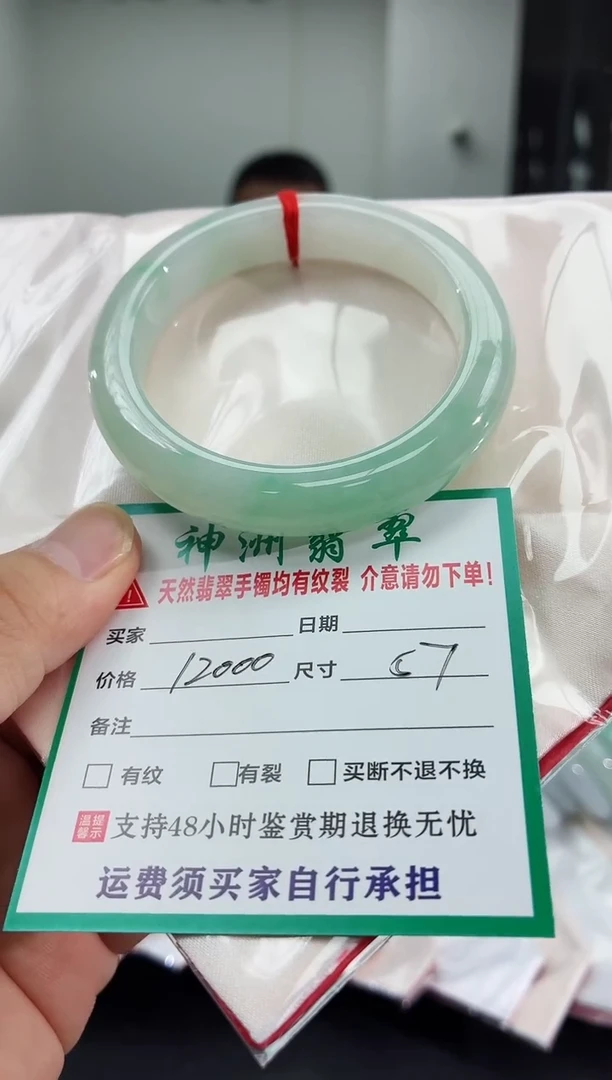 神洲翡翠
天然翡翠手镯均有纹裂 介意请勿下单!
买家 日期
价格 12000 尺寸 57
备注
有纹 有裂 买断不退不换
温提馨示 支持48小时鉴赏期退换无忧
运费须买家自行承担